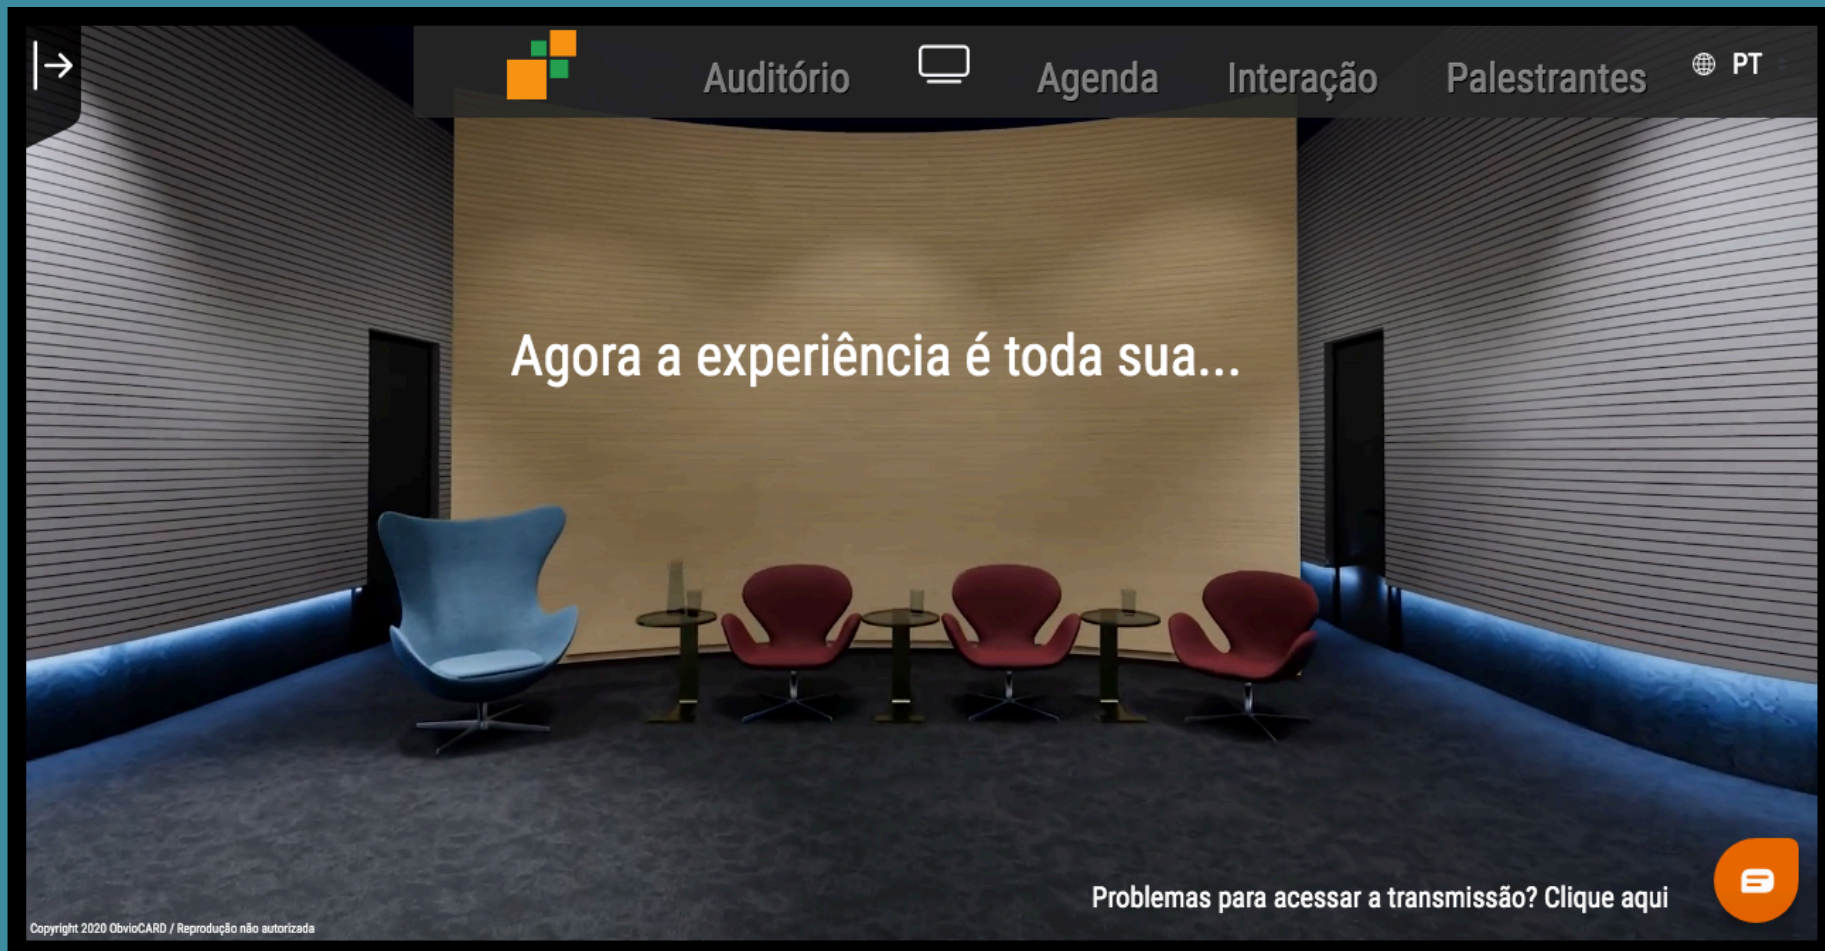 Auditório
Agenda
Interação
Palestrantes
PT
Agora a experiência é toda sua...
Problemas para acessar a transmissão? Clique aqui
Copyright 2020 ObvioCARD / Reprodução não autorizada